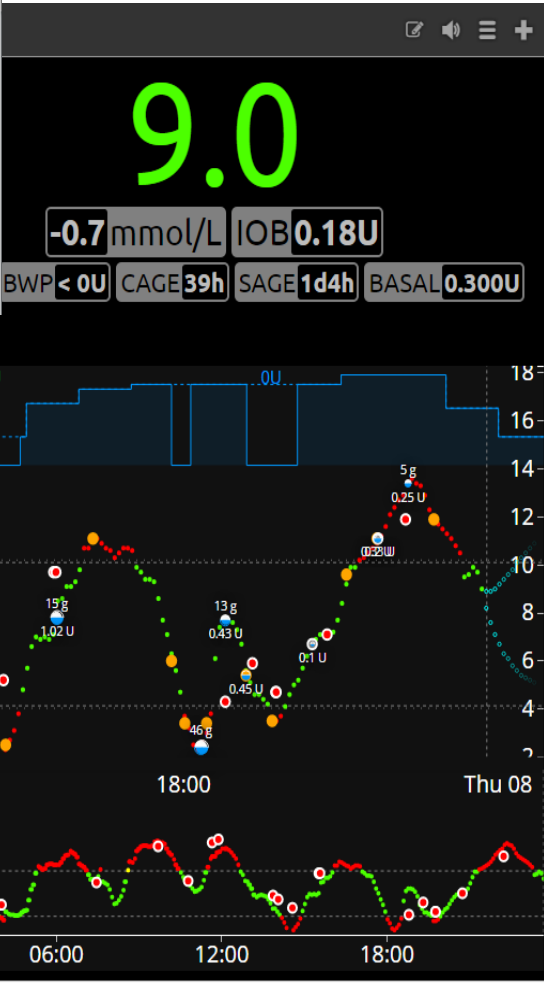 9.0
-0.7 mmol/L IOB 0.18U
BWP < 0U CAGE 39h SAGE 1d4h BASAL 0.300U
0U
18
16
14
5 g
0.25 U
12
10
15 g
1.02 U
13 g
0.43 U
8
0.1 U
6
0.45 U
4
46 g
2
18:00 Thu 08
06:00 12:00 18:00